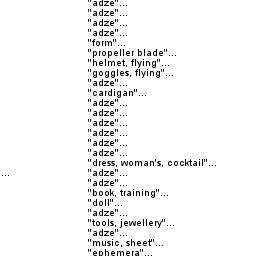 "adze"...
"adze"...
"adze"...
"adze"...
"form"...
"propeller blade"...
"helmet, flying"...
"goggles, flying"...
"adze"...
"cardigan"...
"adze"...
"adze"...
"adze"...
"adze"...
"adze"...
"adze"...
"dress, woman's, cocktail"...
... "adze"...
"adze"...
"book, training"...
"doll"...
"adze"...
"tools, jewellery"...
"adze"...
"music, sheet"...
"ephemera"...